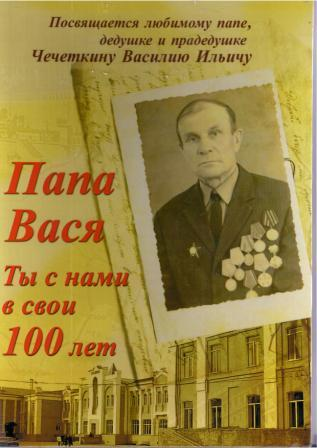 Посвящается любимому папе,
дедушке и прадедушке
Чечеткину Василию Ильичу
Папа
Вася
Ты с нами
в свои
100 лет